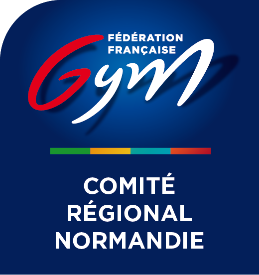 FÉDÉRATION
FRANÇAISE
Gym
COMITÉ
RÉGIONAL
NORMANDIE